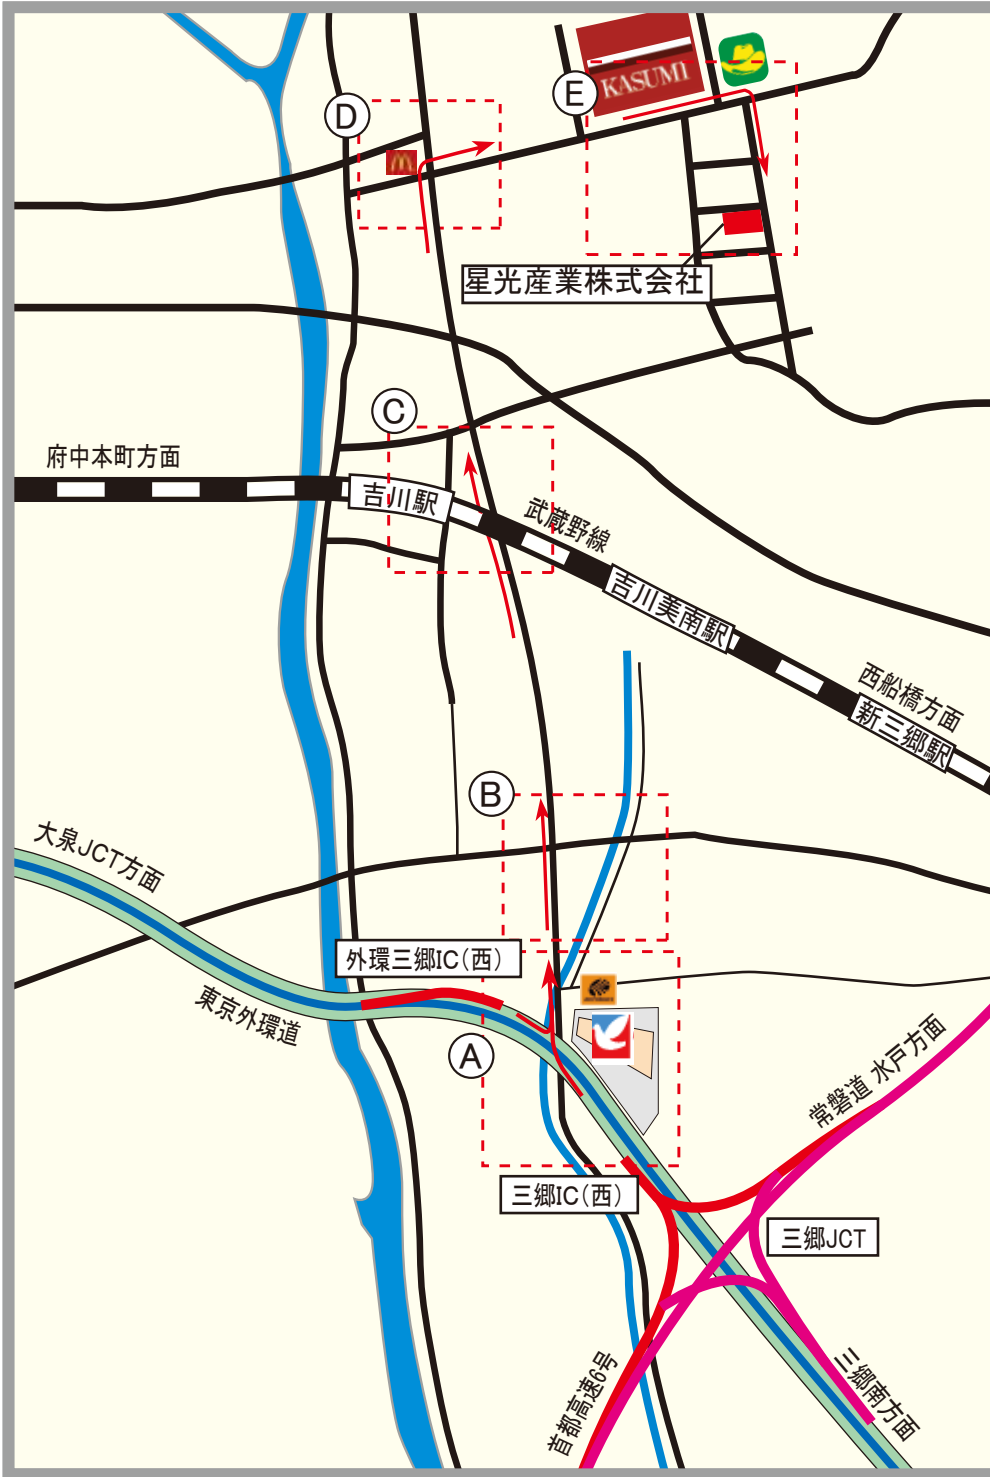 KASUMI
E
D
星光産業株式会社
C
府中本町方面
吉川駅
武蔵野線
吉川美南駅
西船橋方面
新三郷駅
B
大泉JCT方面
外環三郷IC(西)
東京外環道
A
常磐道 水戸方面
三郷IC(西)
三郷JCT
首都高速6号
三郷南方面